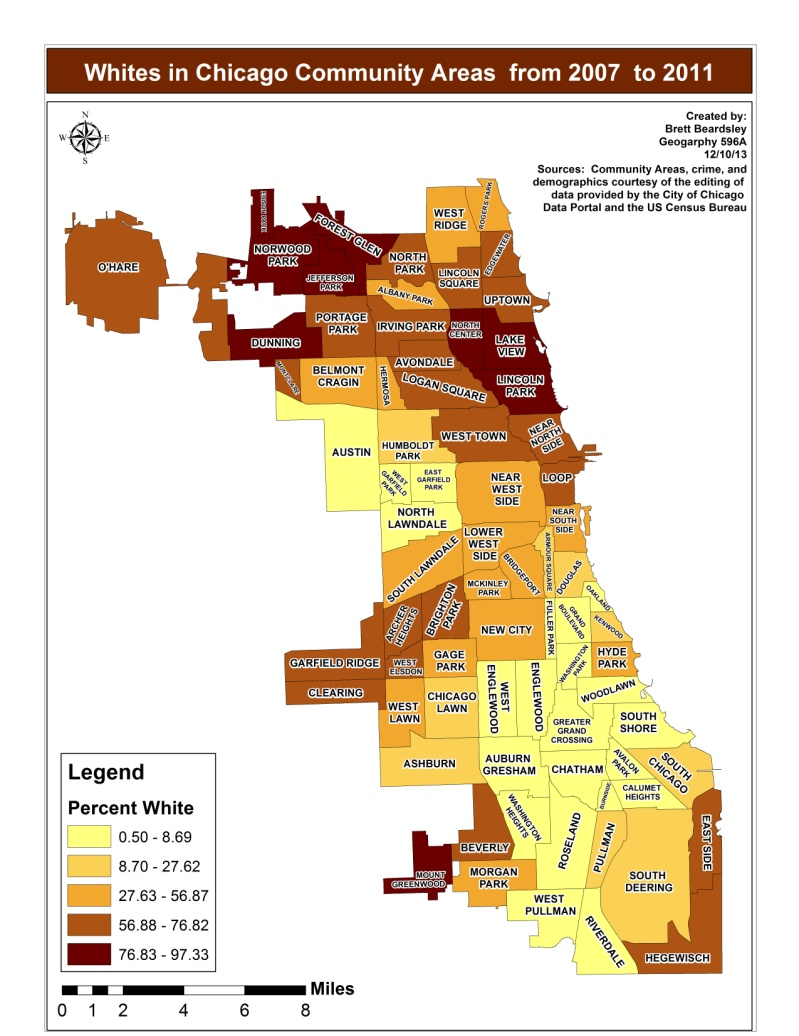 Whites in Chicago Community Areas  from 2007  to 2011
N
W
E
S
Created by:
Brett Beardsley
Geogarphy 596A
12/10/13
Sources:  Community Areas, crime, and
demographics courtesy of the editing of
data provided by the City of Chicago
Data Portal and the US Census Bureau
EDISON PARK
FOREST GLEN
NORWOOD
PARK
JEFFERSON
PARK
O'HARE
WEST
RIDGE
ROGERS PARK
NORTH
PARK
LINCOLN
SQUARE
EDGEWATER
ALBANY PARK
UPTOWN
PORTAGE
PARK
IRVING PARK
NORTH
CENTER
LAKE
VIEW
DUNNING
AVONDALE
MONTCLARE
BELMONT
CRAGIN
HERMOSA
LOGAN SQUARE
LINCOLN
PARK
AUSTIN
HUMBOLDT
PARK
WEST TOWN
NEAR
NORTH
SIDE
WEST
GARFIELD
PARK
EAST
GARFIELD
PARK
NEAR
WEST
SIDE
LOOP
NORTH
LAWNDALE
NEAR
SOUTH
SIDE
SOUTH LAWNDALE
LOWER
WEST
SIDE
BRIDGEPORT
ARMOUR SQUARE
DOUGLAS
MCKINLEY
PARK
OAKLAND
ARCHER
HEIGHTS
BRIGHTON
PARK
NEW CITY
FULLER PARK
GRAND
BOULEVARD
KENWOOD
GARFIELD RIDGE
WEST
ELSDON
GAGE
PARK
WASHINGTON
PARK
HYDE
PARK
CLEARING
WEST
LAWN
CHICAGO
LAWN
WEST
ENGLEWOOD
ENGLEWOOD
WOODLAWN
GREATER
GRAND
CROSSING
SOUTH
SHORE
ASHBURN
AUBURN
GRESHAM
CHATHAM
AVALON
PARK
SOUTH
CHICAGO
BURNSIDE
CALUMET
HEIGHTS
WASHINGTON
HEIGHTS
ROSELAND
PULLMAN
EAST SIDE
BEVERLY
MOUNT
GREENWOOD
MORGAN
PARK
SOUTH
DEERING
WEST
PULLMAN
RIVERDALE
HEGEWISCH
Legend
Percent White
0.50 - 8.69
8.70 - 27.62
27.63 - 56.87
56.88 - 76.82
76.83 - 97.33
Miles
0 1 2 4 6 8